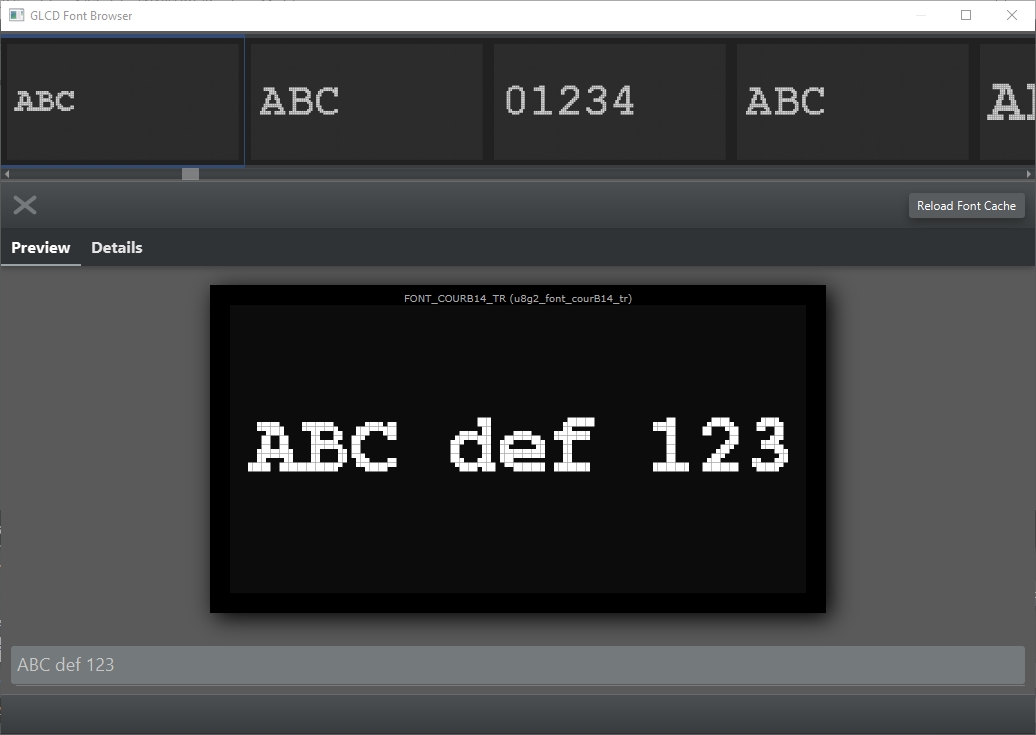 GLCD Font Browser
ABC ABC 01234 ABC
Reload Font Cache
Preview Details
FONT_COURB14_TR (u8g2_font_courB14_tr)
ABC def 123
ABC def 123